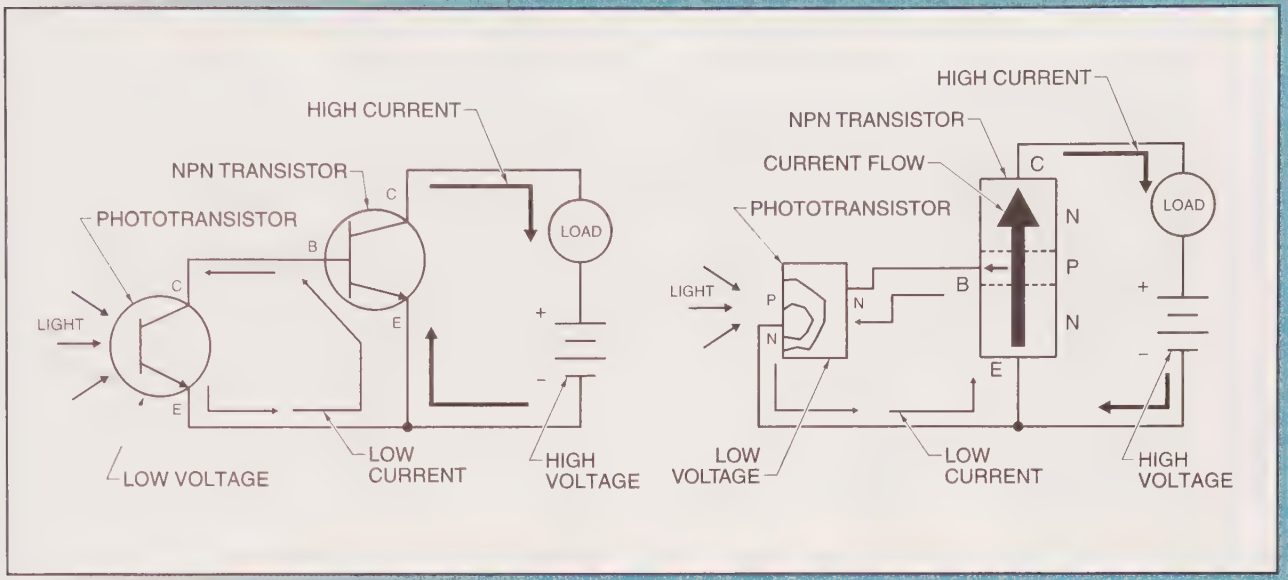 HIGH CURRENT
NPN TRANSISTOR
C
PHOTOTRANSISTOR
B
LOAD
C
LIGHT
+
E
−
E
LOW VOLTAGE
LOW
CURRENT
HIGH
VOLTAGE
HIGH CURRENT
NPN TRANSISTOR
CURRENT FLOW
C
PHOTOTRANSISTOR
N
LOAD
LIGHT
P
N
B
P
+
N
N
−
E
LOW
VOLTAGE
LOW
CURRENT
HIGH
VOLTAGE